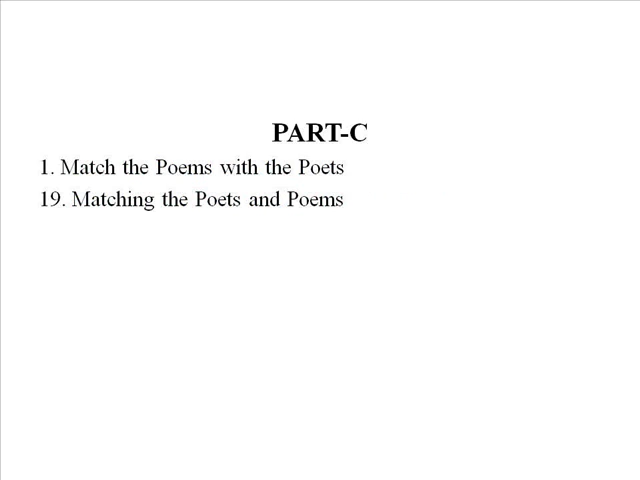 PART-C
1. Match the Poems with the Poets
19. Matching the Poets and Poems